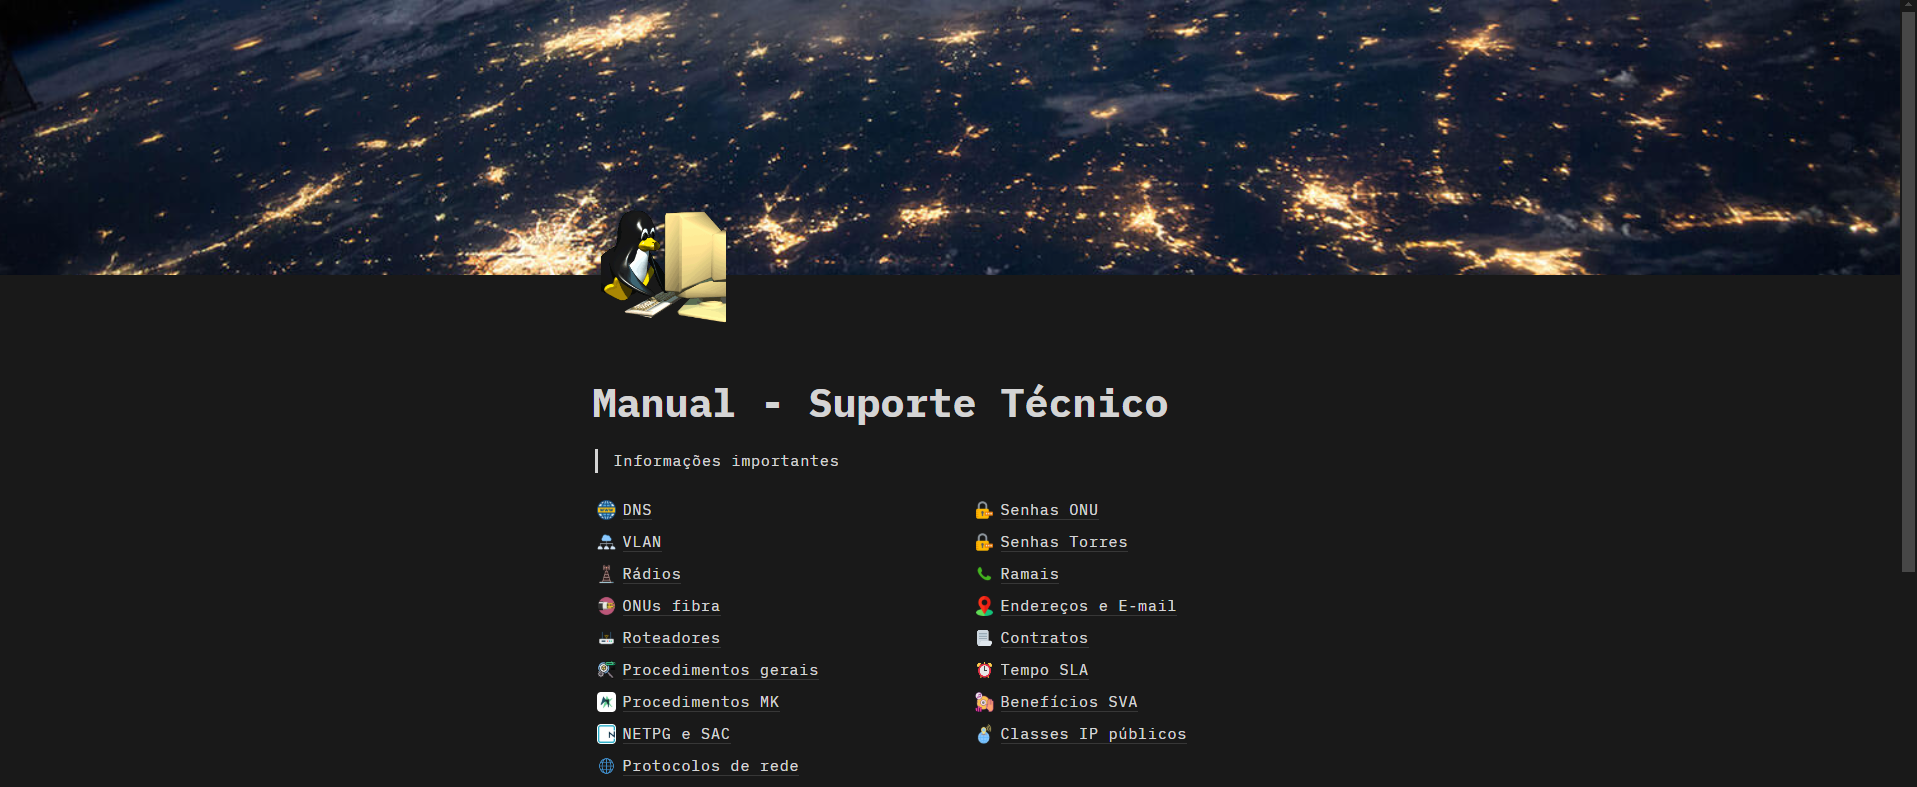 Manual - Suporte Técnico
Informações importantes
DNS
VLAN
Rádios
ONUs fibra
Roteadores
Procedimentos gerais
Procedimentos MK
NETPG e SAC
Protocolos de rede
Senhas ONU
Senhas Torres
Ramais
Endereços e E-mail
Contratos
Tempo SLA
Benefícios SVA
Classes IP públicos